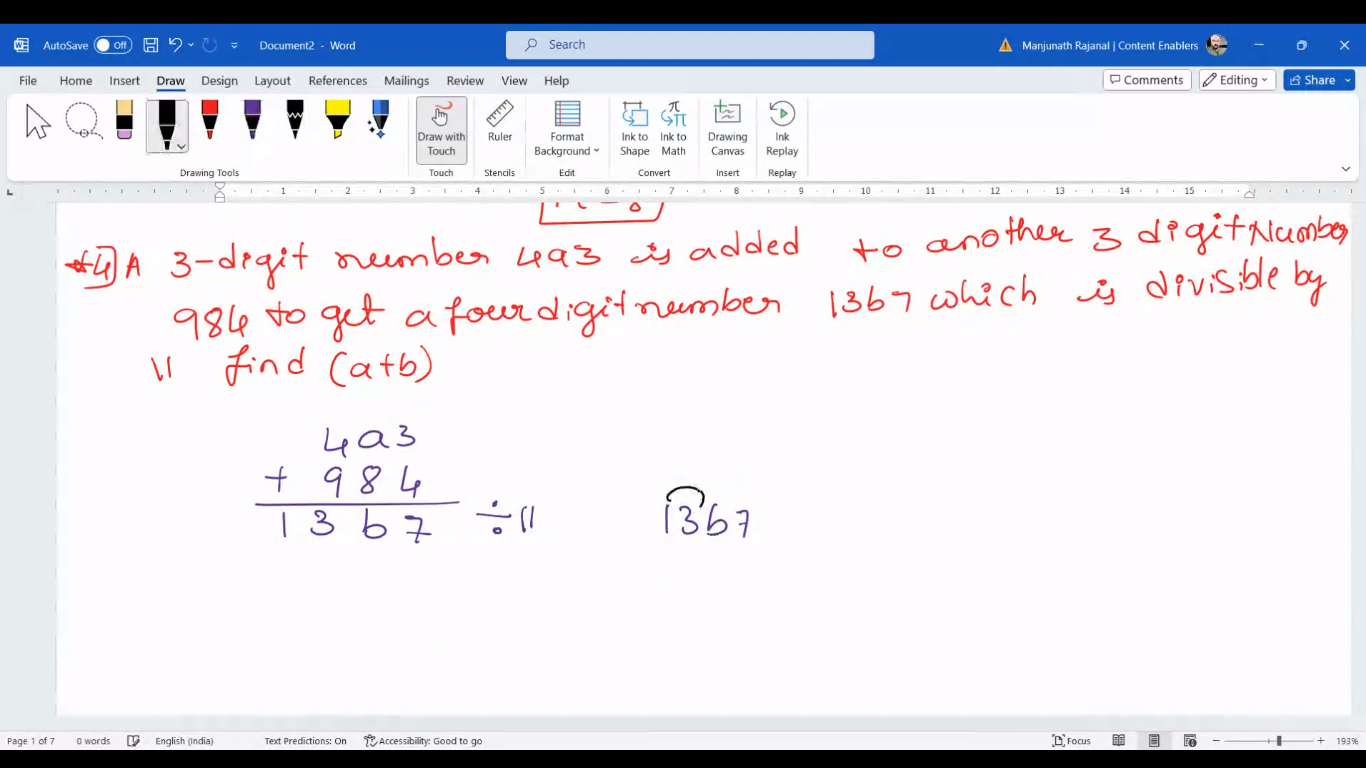 AutoSave Off Document2 - Word Search Manjunath Rajanal | Content Enablers
File Home Insert Draw Design Layout References Mailings Review View Help Comments Editing Share
Draw with Touch Ruler Format Background Ink to Shape Ink to Math Drawing Canvas Ink Replay
Drawing Tools Touch Stencils Edit Convert Insert Replay
1 2 3 4 5 6 7 8 9 10 11 12 13 14 15
4] A 3-digit number 4a3 is added to another 3 digit Number
984 to get a four digit number 13b7 which is divisible by
11 find (a+b)
4a3
+ 984
13b7 ÷ 11 13b7
Page 1 of 7 0 words English (India) Text Predictions: On Accessibility: Good to go Focus 193%